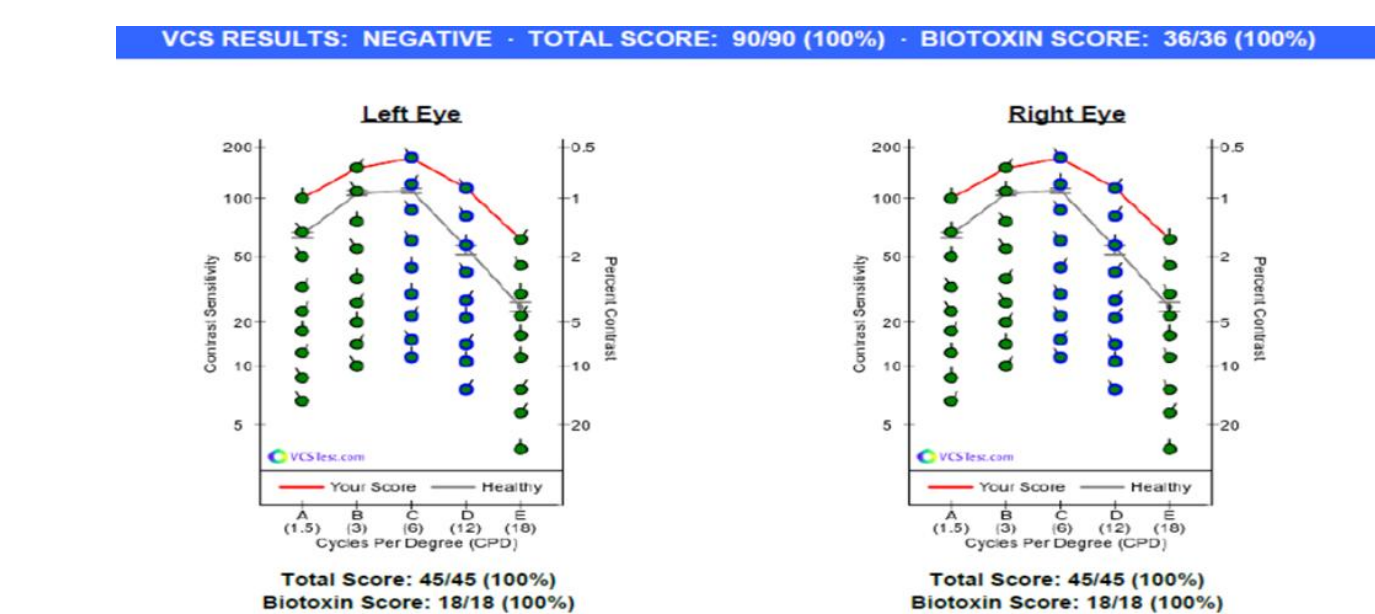 VCS RESULTS: NEGATIVE · TOTAL SCORE: 90/90 (100%) · BIOTOXIN SCORE: 36/36 (100%)
Left Eye
200
100
50
20
10
5
Contrast Sensitivity
0.5
1
2
5
10
20
Percent Contrast
VCSTest.com
Your Score Healthy
A B C D E
(1.5) (3) (6) (12) (18)
Cycles Per Degree (CPD)
Total Score: 45/45 (100%)
Biotoxin Score: 18/18 (100%)
Right Eye
200
100
50
20
10
5
Contrast Sensitivity
0.5
1
2
5
10
20
Percent Contrast
VCSTest.com
Your Score Healthy
A B C D E
(1.5) (3) (6) (12) (18)
Cycles Per Degree (CPD)
Total Score: 45/45 (100%)
Biotoxin Score: 18/18 (100%)